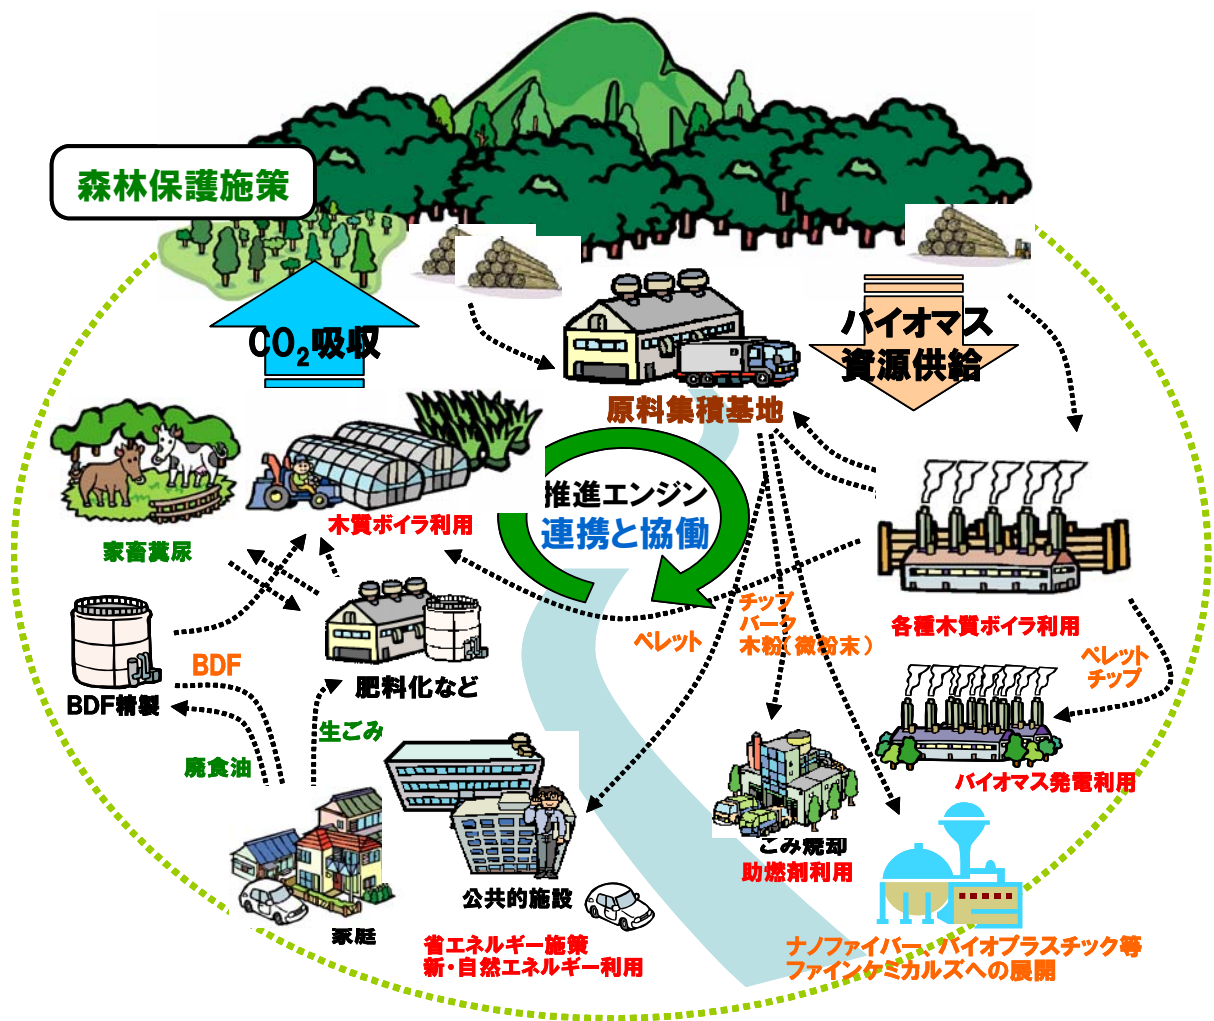 森林保護施策
CO2吸収
バイオマス
資源供給
原料集積基地
推進エンジン
連携と協働
木質ボイラ利用
家畜糞尿
各種木質ボイラ利用
チップ
バーク
木粉(微粉末)
ペレット
ペレット
チップ
BDF
BDF精製
肥料化など
生ごみ
廃食油
バイオマス発電利用
ごみ焼却
助燃剤利用
公共的施設
家庭
省エネルギー施策
新・自然エネルギー利用
ナノファイバー、バイオプラスチック等
ファインケミカルズへの展開